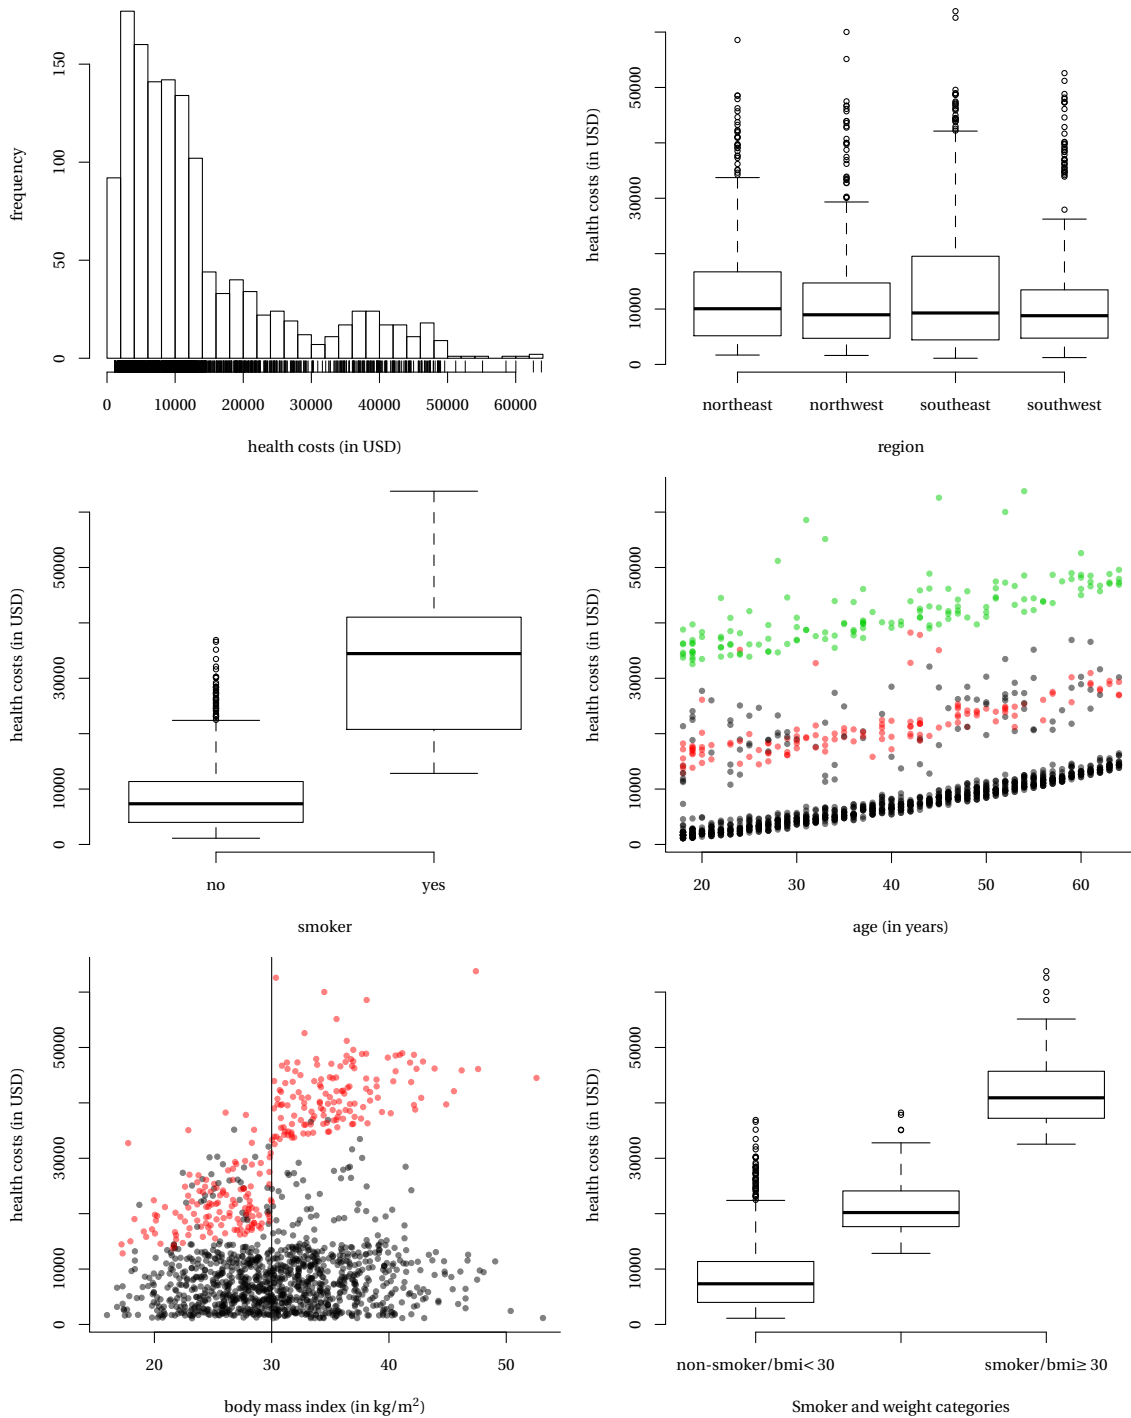 frequency
0
50
100
150
0 10000 20000 30000 40000 50000 60000
health costs (in USD)
health costs (in USD)
0
10000
30000
50000
northeast northwest southeast southwest
region
health costs (in USD)
0
10000
30000
50000
no yes
smoker
health costs (in USD)
0
10000
30000
50000
20 30 40 50 60
age (in years)
health costs (in USD)
0
10000
30000
50000
20 30 40 50
body mass index (in kg/m²)
health costs (in USD)
0
10000
30000
50000
non-smoker/bmi<30 smoker/bmi≥30
Smoker and weight categories